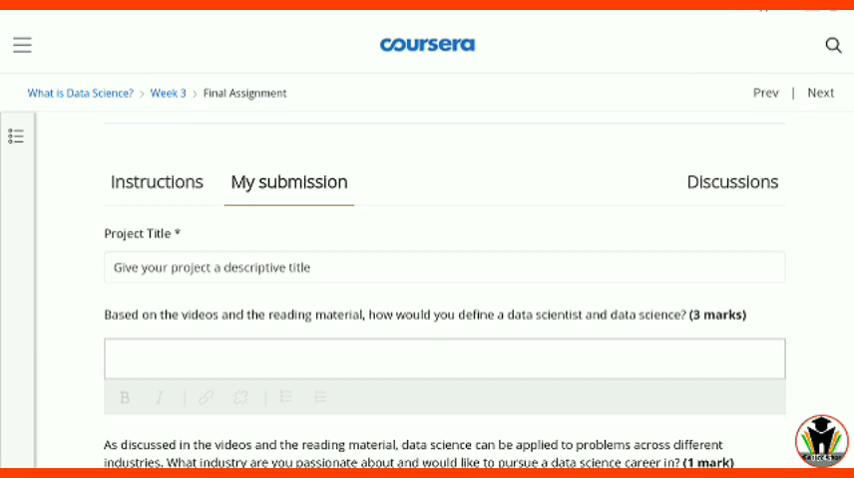 coursera
What is Data Science? > Week 3 > Final Assignment
Prev | Next
Instructions My submission Discussions
Project Title *
Give your project a descriptive title
Based on the videos and the reading material, how would you define a data scientist and data science? (3 marks)
B I
As discussed in the videos and the reading material, data science can be applied to problems across different
industries. What industry are you passionate about and would like to pursue a data science career in? (1 mark)